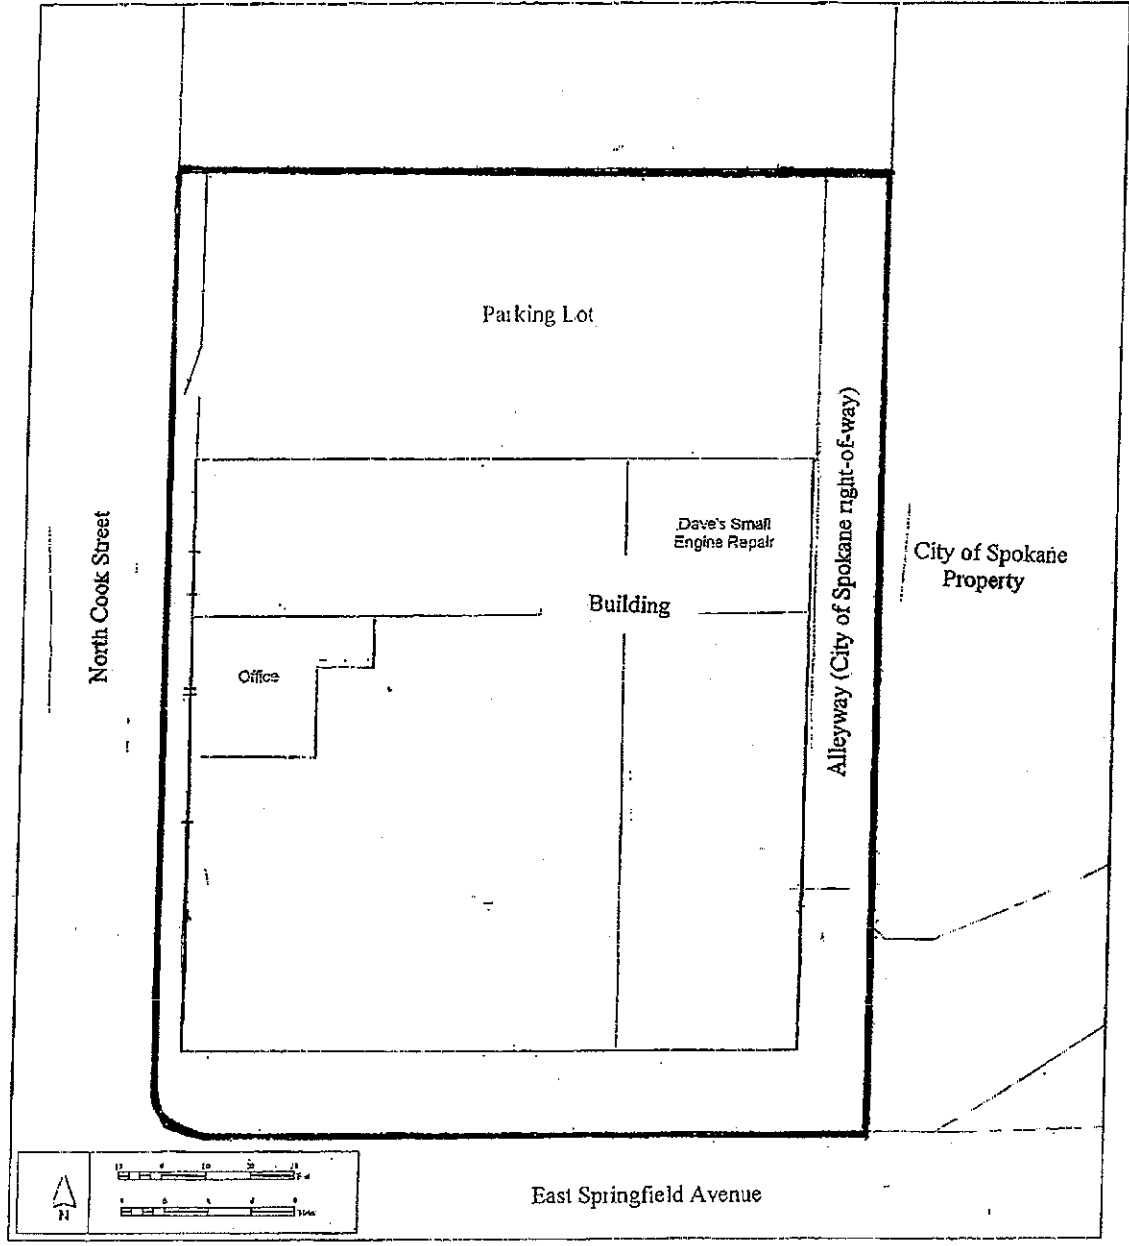 Parking Lot
North Cook Street
Dave's Small
Engine Repair
Building
Office
Alleyway (City of Spokane right-of-way)
City of Spokane
Property
East Springfield Avenue
N